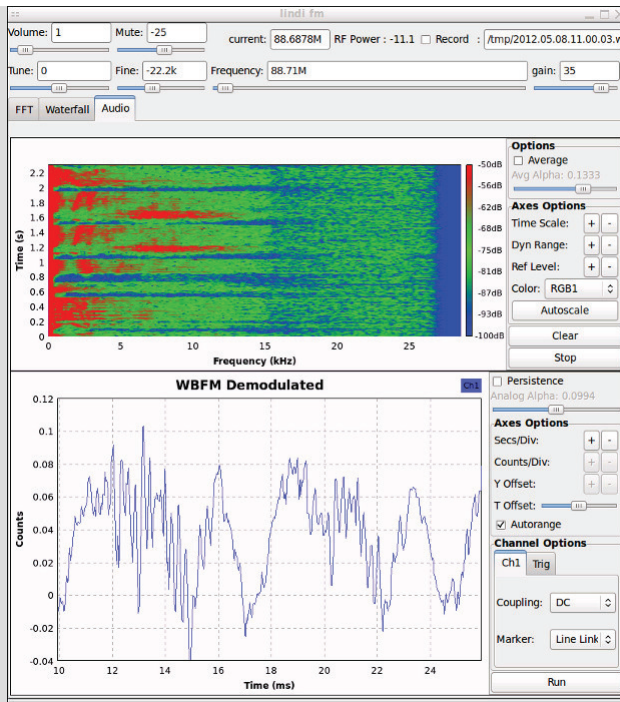 lindi fm
Volume: 1 Mute: -25 current: 88.6878M RF Power : -11.1 Record : /tmp/2012.05.08.11.00.03.w
Tune: 0 Fine: -22.2k Frequency: 88.71M gain: 35
FFT Waterfall Audio
Options
Average
Avg Alpha: 0.1333
Axes Options
Time Scale: + -
Dyn Range: + -
Ref Level: + -
Color: RGB1
Autoscale
Clear
Stop
2.2
2
1.8
1.6
1.4
1.2
1
0.8
0.6
0.4
0.2
0
Time (s)
0 5 10 15 20 25
Frequency (kHz)
-50dB
-56dB
-62dB
-68dB
-75dB
-81dB
-87dB
-93dB
-100dB
WBFM Demodulated
Ch1
0.12
0.1
0.08
0.06
0.04
0.02
0
-0.02
-0.04
Counts
10 12 14 16 18 20 22 24
Time (ms)
Persistence
Analog Alpha: 0.0994
Axes Options
Secs/Div: + -
Counts/Div: + -
Y Offset: + -
T Offset:
Autorange
Channel Options
Ch1 Trig
Coupling: DC
Marker: Line Link
Run